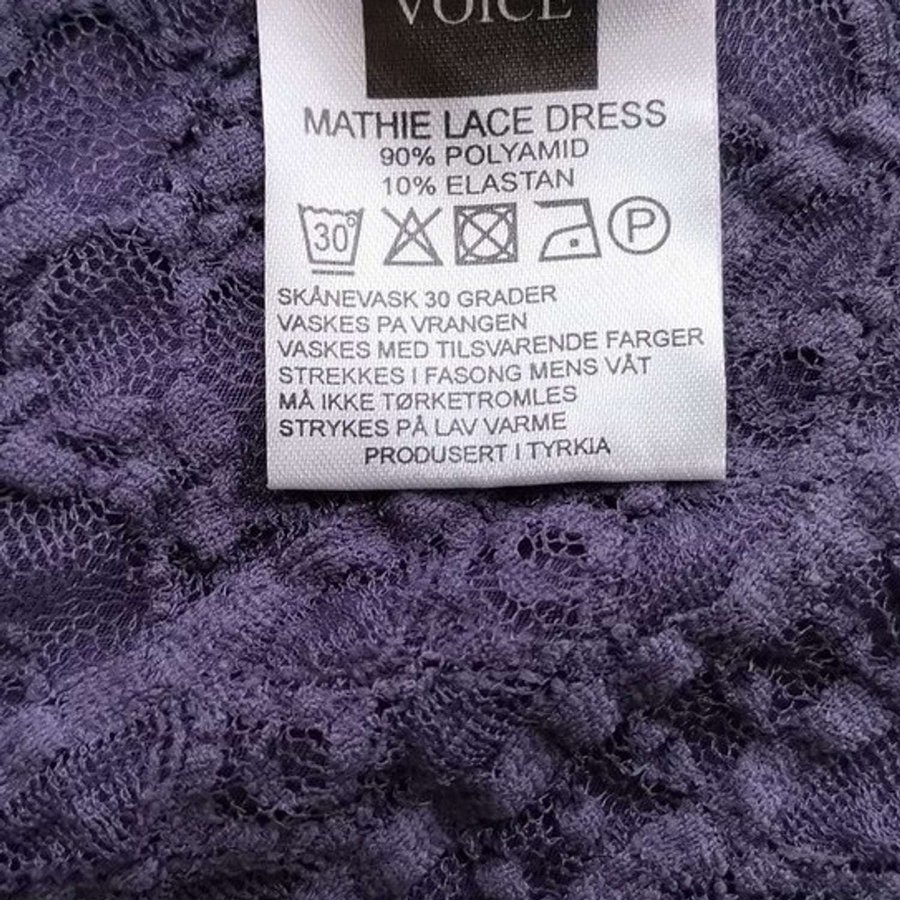 VOICE
MATHIE LACE DRESS
90% POLYAMID
10% ELASTAN
30° P
SKÅNEVASK 30 GRADER
VASKES PA VRANGEN
VASKES MED TILSVARENDE FARGER
STREKKES I FASONG MENS VÅT
MÅ IKKE TØRKETROMLES
STRYKES PÅ LAV VARME
PRODUSERT I TYRKIA